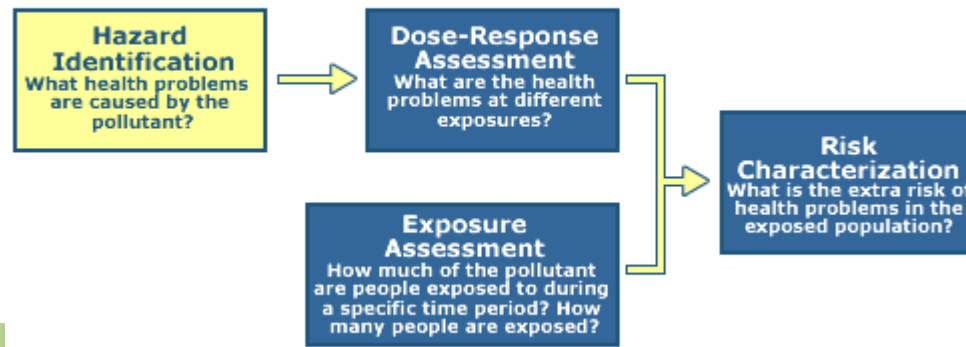 Hazard
Identification
What health problems
are caused by the
pollutant?
Dose-Response
Assessment
What are the health
problems at different
exposures?
Exposure
Assessment
How much of the pollutant
are people exposed to during
a specific time period? How
many people are exposed?
Risk
Characterization
What is the extra risk of
health problems in the
exposed population?